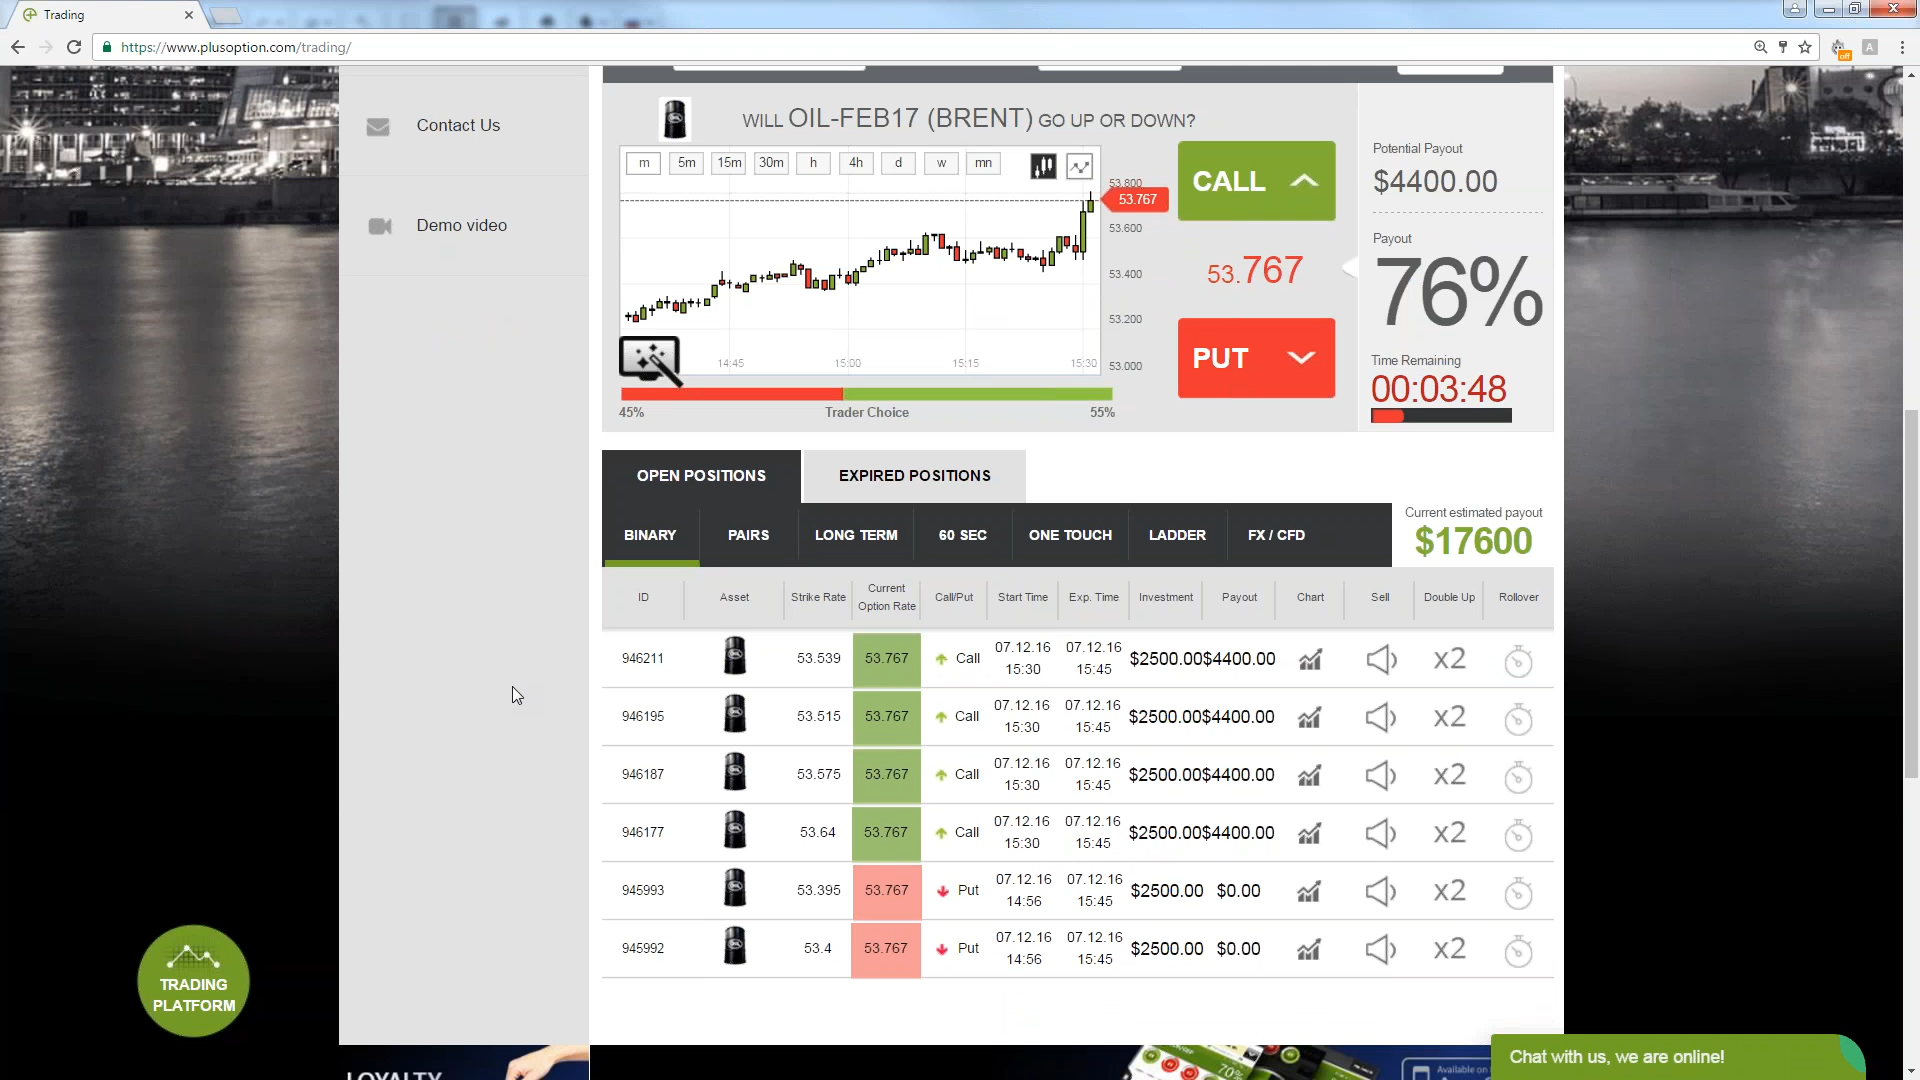 Trading
https://www.plusoption.com/trading/
off
A
Contact Us
Demo video
WILL OIL-FEB17 (BRENT) GO UP OR DOWN?
m 5m 15m 30m h 4h d w mn
53.800
53.767
53.600
53.400
53.200
53.000
14:45 15:00 15:15 15:30
45% Trader Choice 55%
CALL
53.767
PUT
Potential Payout
$4400.00
Payout
76%
Time Remaining
00:03:48
OPEN POSITIONS EXPIRED POSITIONS
BINARY PAIRS LONG TERM 60 SEC ONE TOUCH LADDER FX / CFD
Current estimated payout
$17600
ID Asset Strike Rate Current Option Rate Call/Put Start Time Exp. Time Investment Payout Chart Sell Double Up Rollover
946211 53.539 53.767 Call 07.12.16 15:30 07.12.16 15:45 $2500.00 $4400.00 x2
946195 53.515 53.767 Call 07.12.16 15:30 07.12.16 15:45 $2500.00 $4400.00 x2
946187 53.575 53.767 Call 07.12.16 15:30 07.12.16 15:45 $2500.00 $4400.00 x2
946177 53.64 53.767 Call 07.12.16 15:30 07.12.16 15:45 $2500.00 $4400.00 x2
945993 53.395 53.767 Put 07.12.16 14:56 07.12.16 15:45 $2500.00 $0.00 x2
945992 53.4 53.767 Put 07.12.16 14:56 07.12.16 15:45 $2500.00 $0.00 x2
TRADING
PLATFORM
LOYALTY
70%
Available on
Chat with us, we are online!